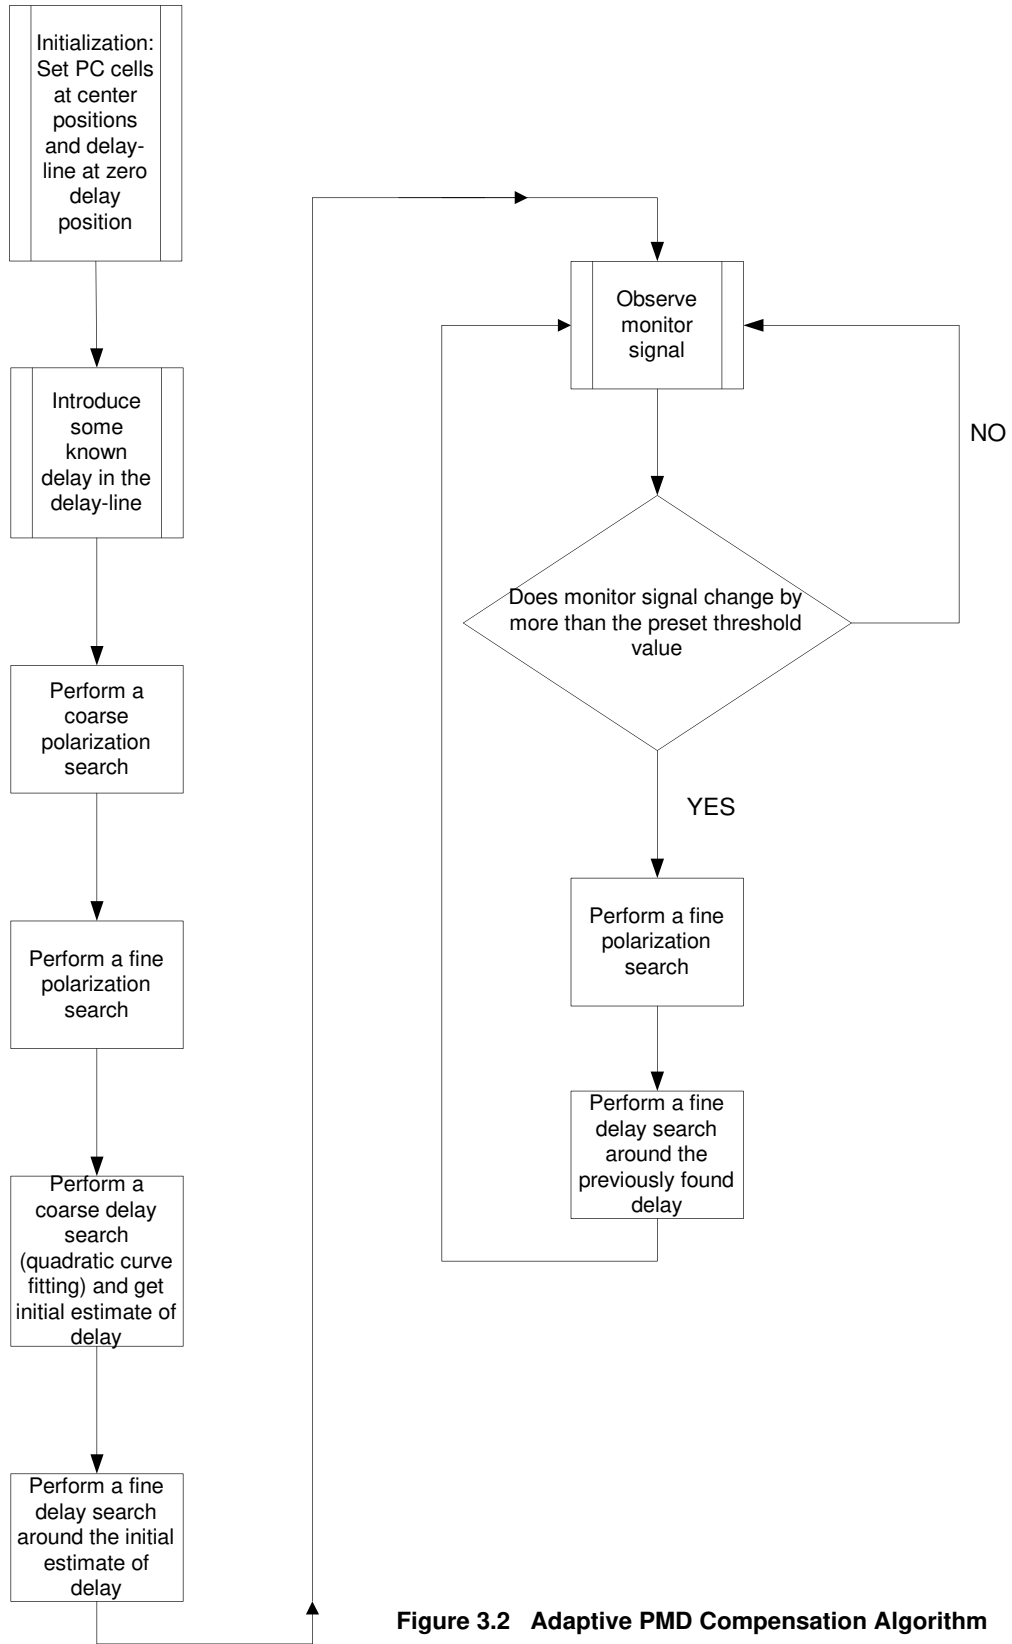 Initialization:
Set PC cells
at center
positions
and delay-
line at zero
delay
position
Introduce
some
known
delay in the
delay-line
Perform a
coarse
polarization
search
Perform a fine
polarization
search
Perform a
coarse delay
search
(quadratic curve
fitting) and get
initial estimate of
delay
Perform a fine
delay search
around the initial
estimate of
delay
Observe
monitor
signal
NO
Does monitor signal change by
more than the preset threshold
value
YES
Perform a fine
polarization
search
Perform a fine
delay search
around the
previously found
delay
Figure 3.2 Adaptive PMD Compensation Algorithm